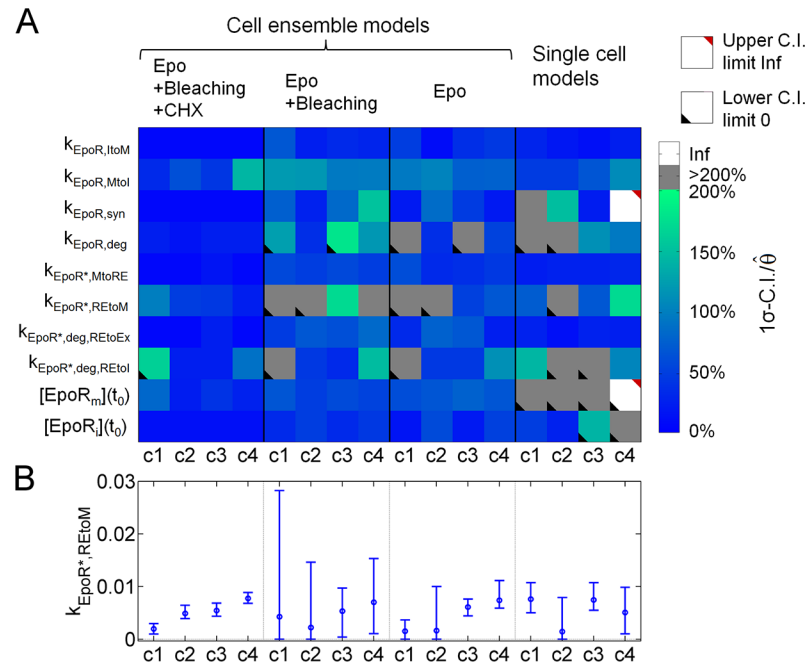 A
Cell ensemble models
Single cell
models
Epo
+Bleaching
+CHX
Epo
+Bleaching
Epo
Upper C.I.
limit Inf
Lower C.I.
limit 0
k_EpoR,ItoM
k_EpoR,MtoI
k_EpoR,syn
k_EpoR,deg
k_EpoR*,MtoRE
k_EpoR*,REtoM
k_EpoR*,deg,REtoEx
k_EpoR*,deg,REtoI
[EpoR_m](t_0)
[EpoR_i](t_0)
Inf
>200%
200%
150%
100%
50%
0%
1σ-C.I./θ̂
c1 c2 c3 c4 c1 c2 c3 c4 c1 c2 c3 c4 c1 c2 c3 c4
B
k_EpoR*,REtoM
0.03
0.02
0.01
0
c1 c2 c3 c4 c1 c2 c3 c4 c1 c2 c3 c4 c1 c2 c3 c4